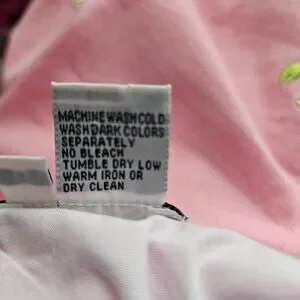 MACHINE WASH COLD
WASH DARK COLORS
SEPARATELY
NO BLEACH
TUMBLE DRY LOW
WARM IRON OR
DRY CLEAN